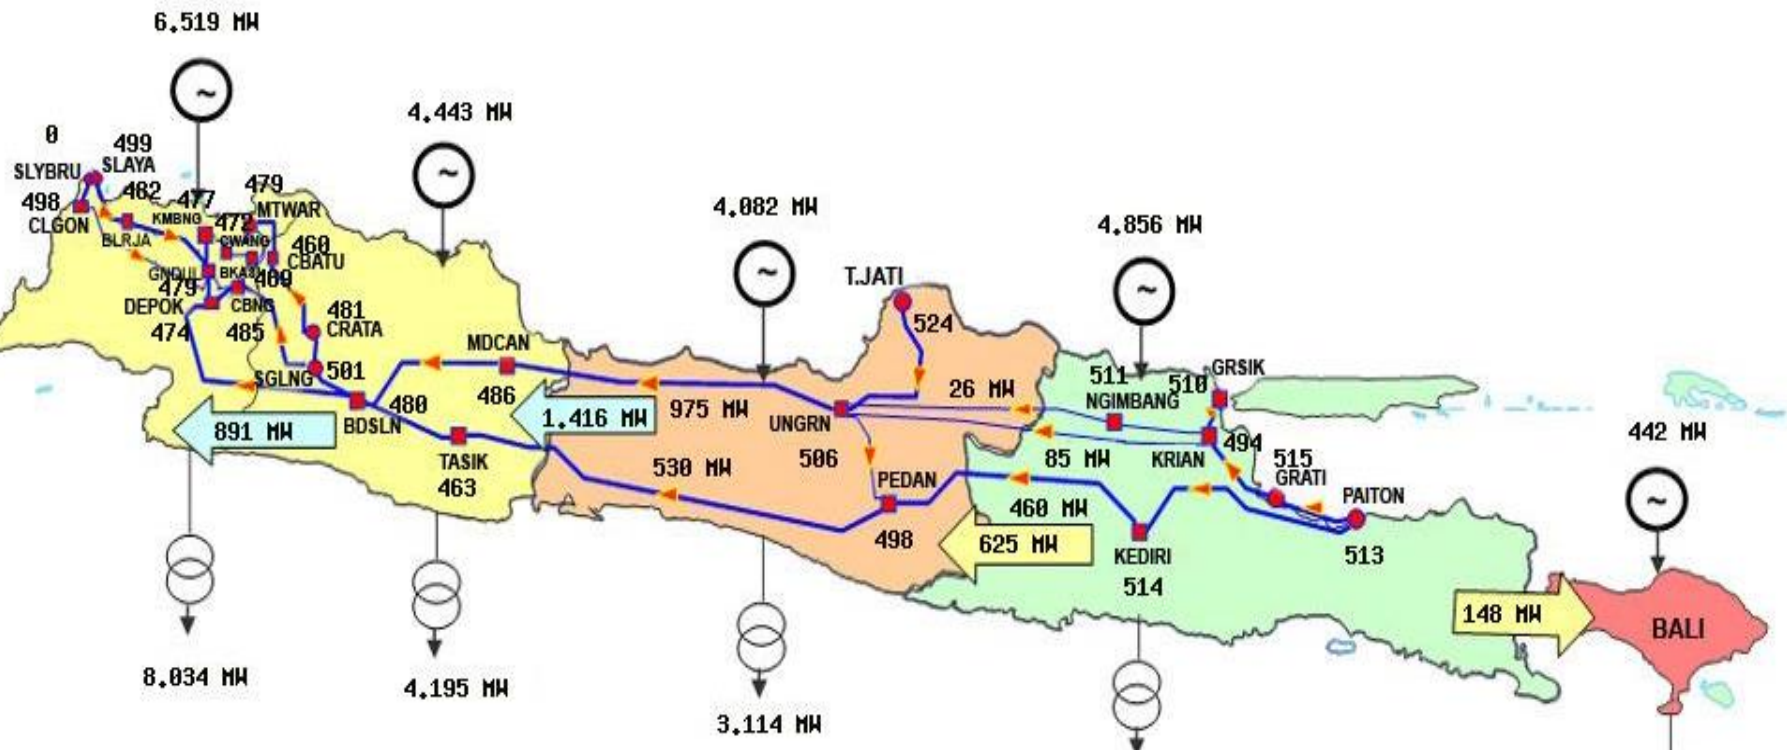 6.519 MW
4.443 MW
0
499
SLYBRU
SLAYA
498
CLGON
482
BLRJA
KMBNG
477
479
MTWAR
472
CWANG
460
CBATU
GNDUL
479
DEPOK
CBNG
474
485
481
CRATA
SGLNG
501
BDSLN
480
MDCAN
486
TASIK
463
891 MW
1.416 MW
8.034 MW
4.195 MW
4.082 MW
T.JATI
524
975 MW
UNGRN
506
530 MW
PEDAN
498
3.114 MW
4.856 MW
26 MW
511
NGIMBANG
510
GRSIK
85 MW
KRIAN
494
515
GRATI
PAITON
513
460 MW
KEDIRI
514
625 MW
442 MW
148 MW
BALI